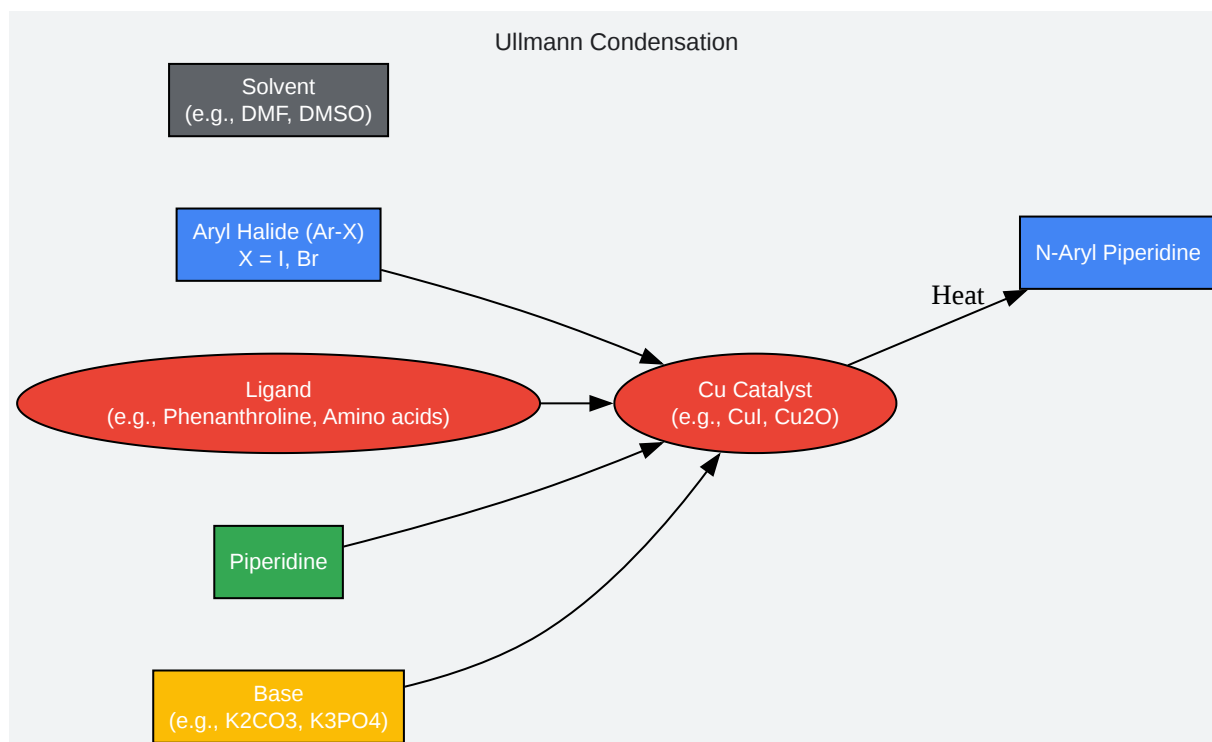 Ullmann Condensation
Solvent
(e.g., DMF, DMSO)
Aryl Halide (Ar-X)
X = I, Br
N-Aryl Piperidine
Heat
Ligand
(e.g., Phenanthroline, Amino acids)
Cu Catalyst
(e.g., CuI, Cu2O)
Piperidine
Base
(e.g., K2CO3, K3PO4)